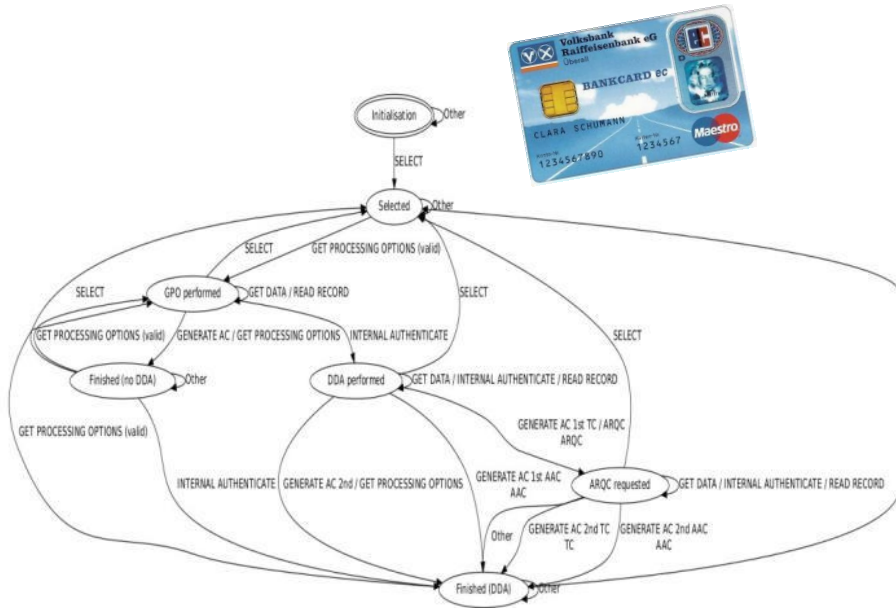 Volksbank
Raiffeisenbank eG
Überall
EC
BANKCARD ec
CLARA SCHUMANN
1234567890
1234567
Maestro
Initialisation
Other
SELECT
Selected
Other
SELECT
GET PROCESSING OPTIONS (valid)
GPO performed
GET DATA / READ RECORD
SELECT
SELECT
SELECT
GET PROCESSING OPTIONS (valid)
GENERATE AC / GET PROCESSING OPTIONS
INTERNAL AUTHENTICATE
Finished (no DDA)
Other
DDA performed
GET DATA / INTERNAL AUTHENTICATE / READ RECORD
GENERATE AC 1st TC / ARQC
ARQC
GET PROCESSING OPTIONS (valid)
INTERNAL AUTHENTICATE
GENERATE AC 2nd / GET PROCESSING OPTIONS
GENERATE AC 1st AAC
AAC
ARQC requested
GET DATA / INTERNAL AUTHENTICATE / READ RECORD
Other
GENERATE AC 2nd TC
TC
GENERATE AC 2nd AAC
AAC
Finished (DDA)
Other